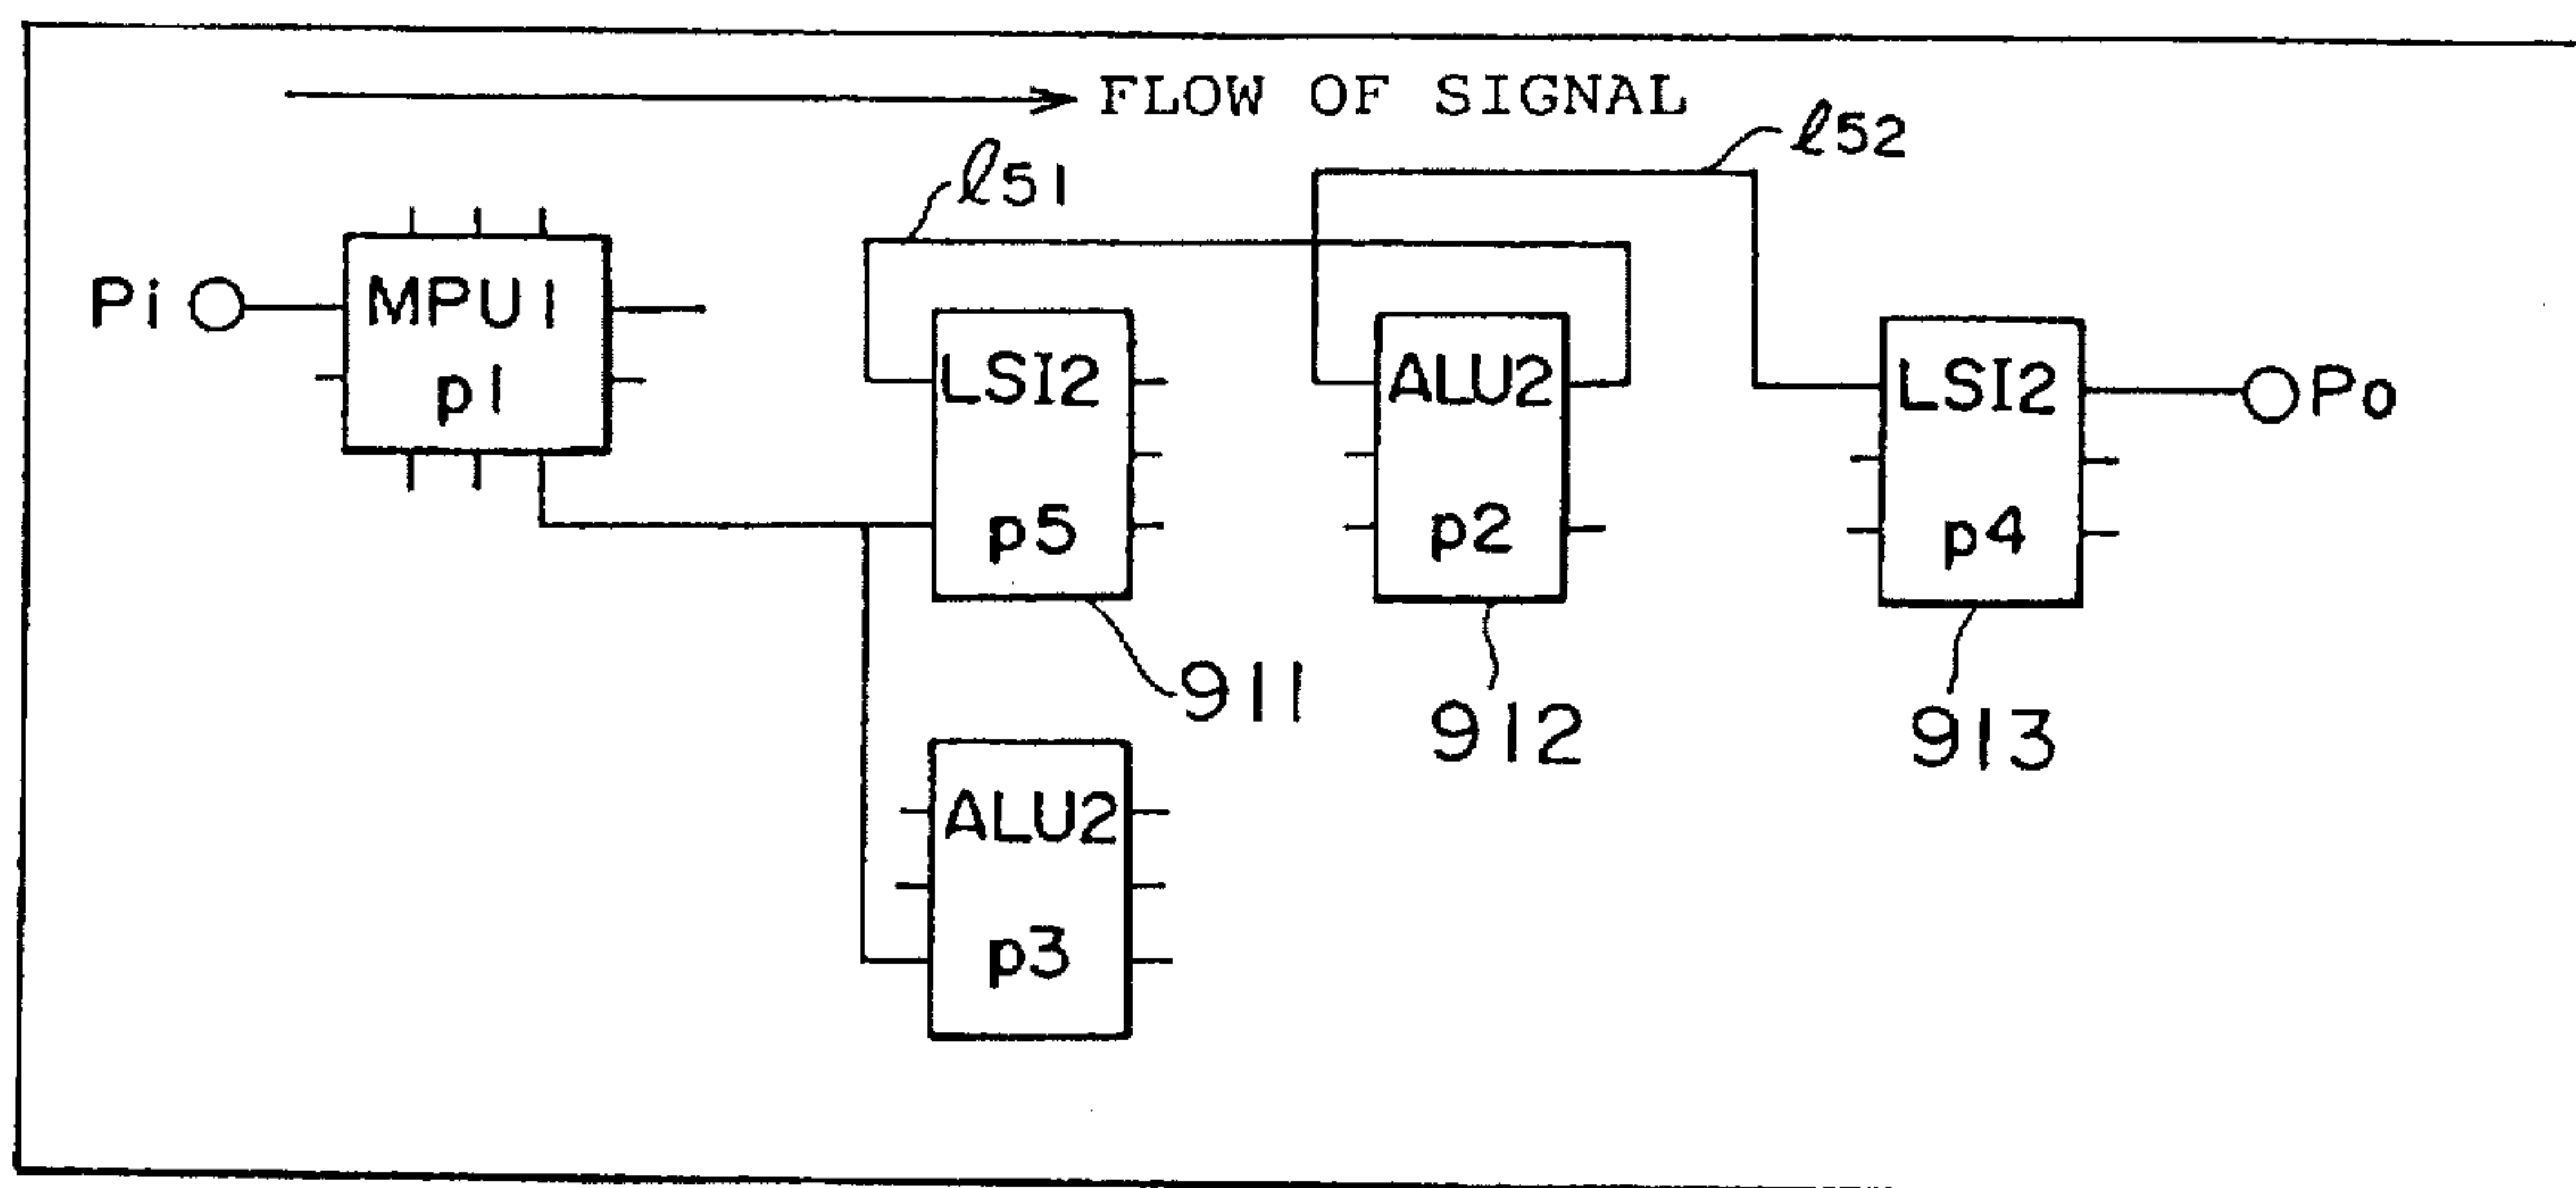 FLOW OF SIGNAL
ℓ51
ℓ52
Pi
MPU1
p1
LSI2
p5
ALU2
p2
LSI2
p4
Po
911
912
913
ALU2
p3